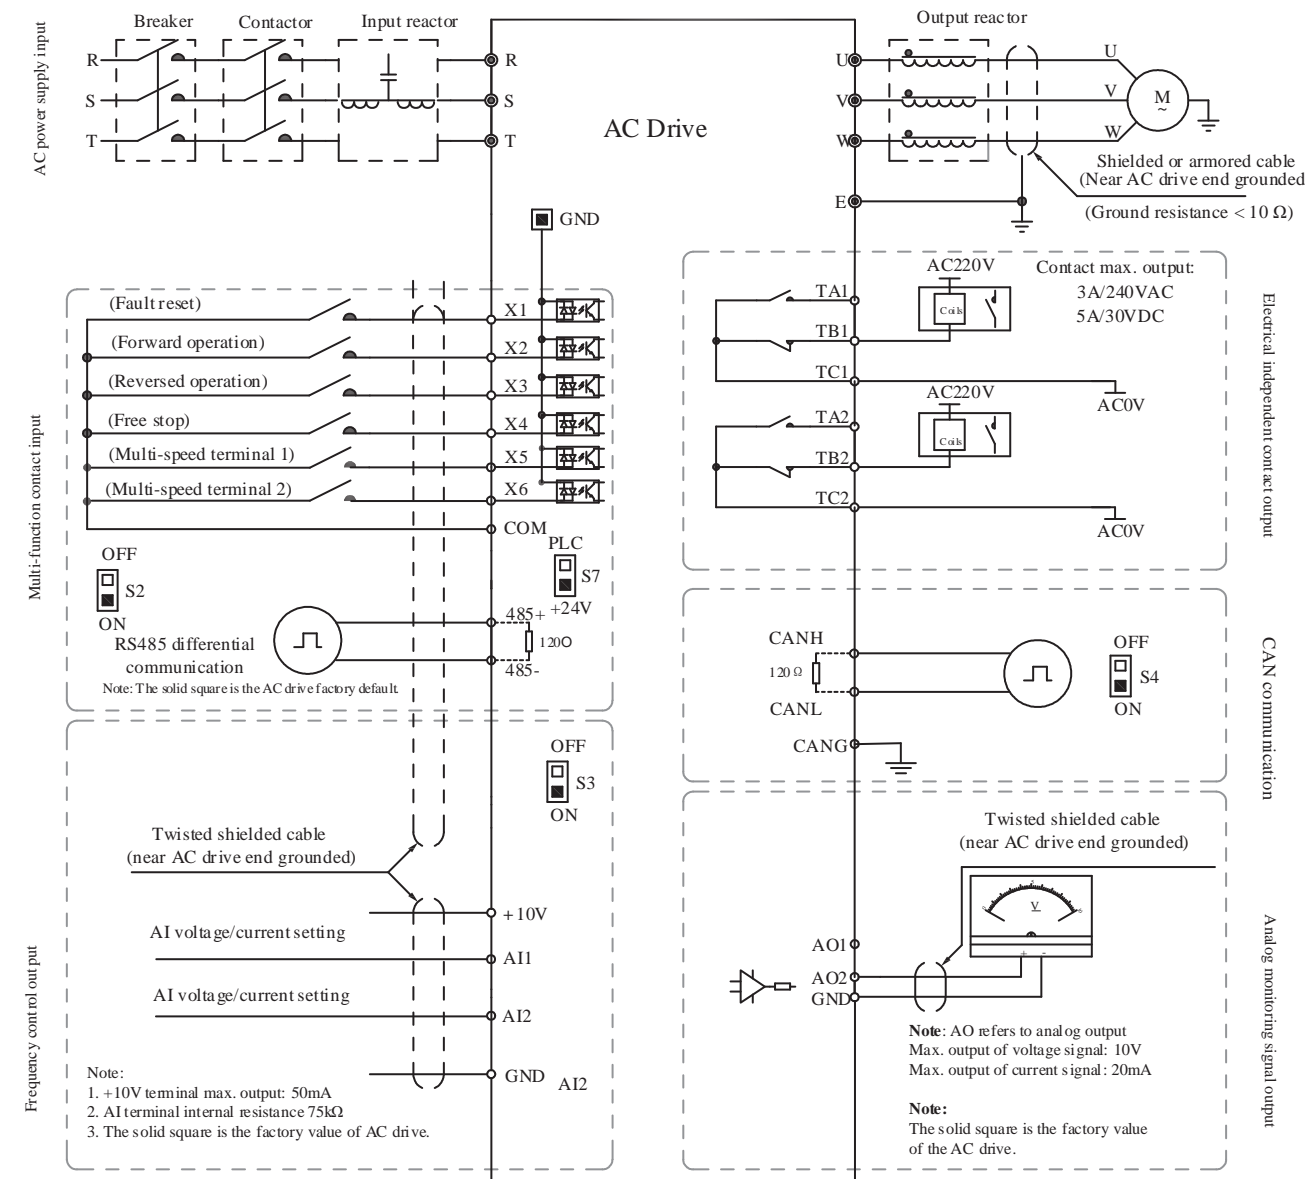 Breaker
Contactor
Input reactor
Output reactor
AC power supply input
R
S
T
R
S
T
AC Drive
U
V
W
U
V
W
M
~
E
Shielded or armored cable
(Near AC drive end grounded
(Ground resistance < 10 Ω)
GND
Multi-function contact input
(Fault reset)
X1
(Forward operation)
X2
(Reversed operation)
X3
(Free stop)
X4
(Multi-speed terminal 1)
X5
(Multi-speed terminal 2)
X6
COM
OFF
S2
ON
PLC
S7
+24V
RS485 differential
communication
485+
120Ω
485-
Note: The solid square is the AC drive factory default.
Electrical independent contact output
AC220V
Contact max. output:
3A/240VAC
5A/30VDC
TA1
Coils
TB1
TC1
AC0V
AC220V
TA2
Coils
TB2
TC2
AC0V
CAN communication
CANH
120 Ω
CANL
CANG
OFF
S4
ON
Frequency control output
OFF
S3
ON
Twisted shielded cable
(near AC drive end grounded)
+10V
AI voltage/current setting
AI1
AI voltage/current setting
AI2
GND
AI2
Note:
1. +10V terminal max. output: 50mA
2. AI terminal internal resistance 75kΩ
3. The solid square is the factory value of AC drive.
Analog monitoring signal output
Twisted shielded cable
(near AC drive end grounded)
V
+ -
AO1
AO2
GND
Note: AO refers to analog output
Max. output of voltage signal: 10V
Max. output of current signal: 20mA
Note:
The solid square is the factory value
of the AC drive.